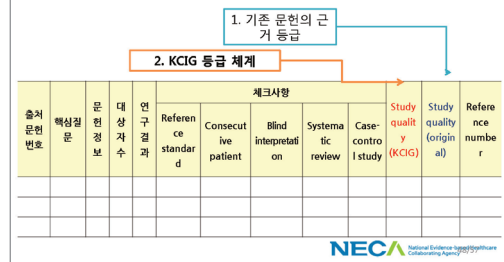 1. 기존 문헌의 근
거 등급
2. KCIG 등급 체계
출처
문헌
번호
핵심질
문
문
헌
정
보
대
상
자
수
연
구
결
과
체크사항
Referen
ce
standar
d
Consecut
ive
patient
Blind
interpretati
on
Systema
tic
review
Case-
contro
l study
Study
qualit
y
(KCIG)
Study
quality
(origin
al)
Refere
nce
numbe
r
NECA
National Evidence-based Healthcare
Collaborating Agency